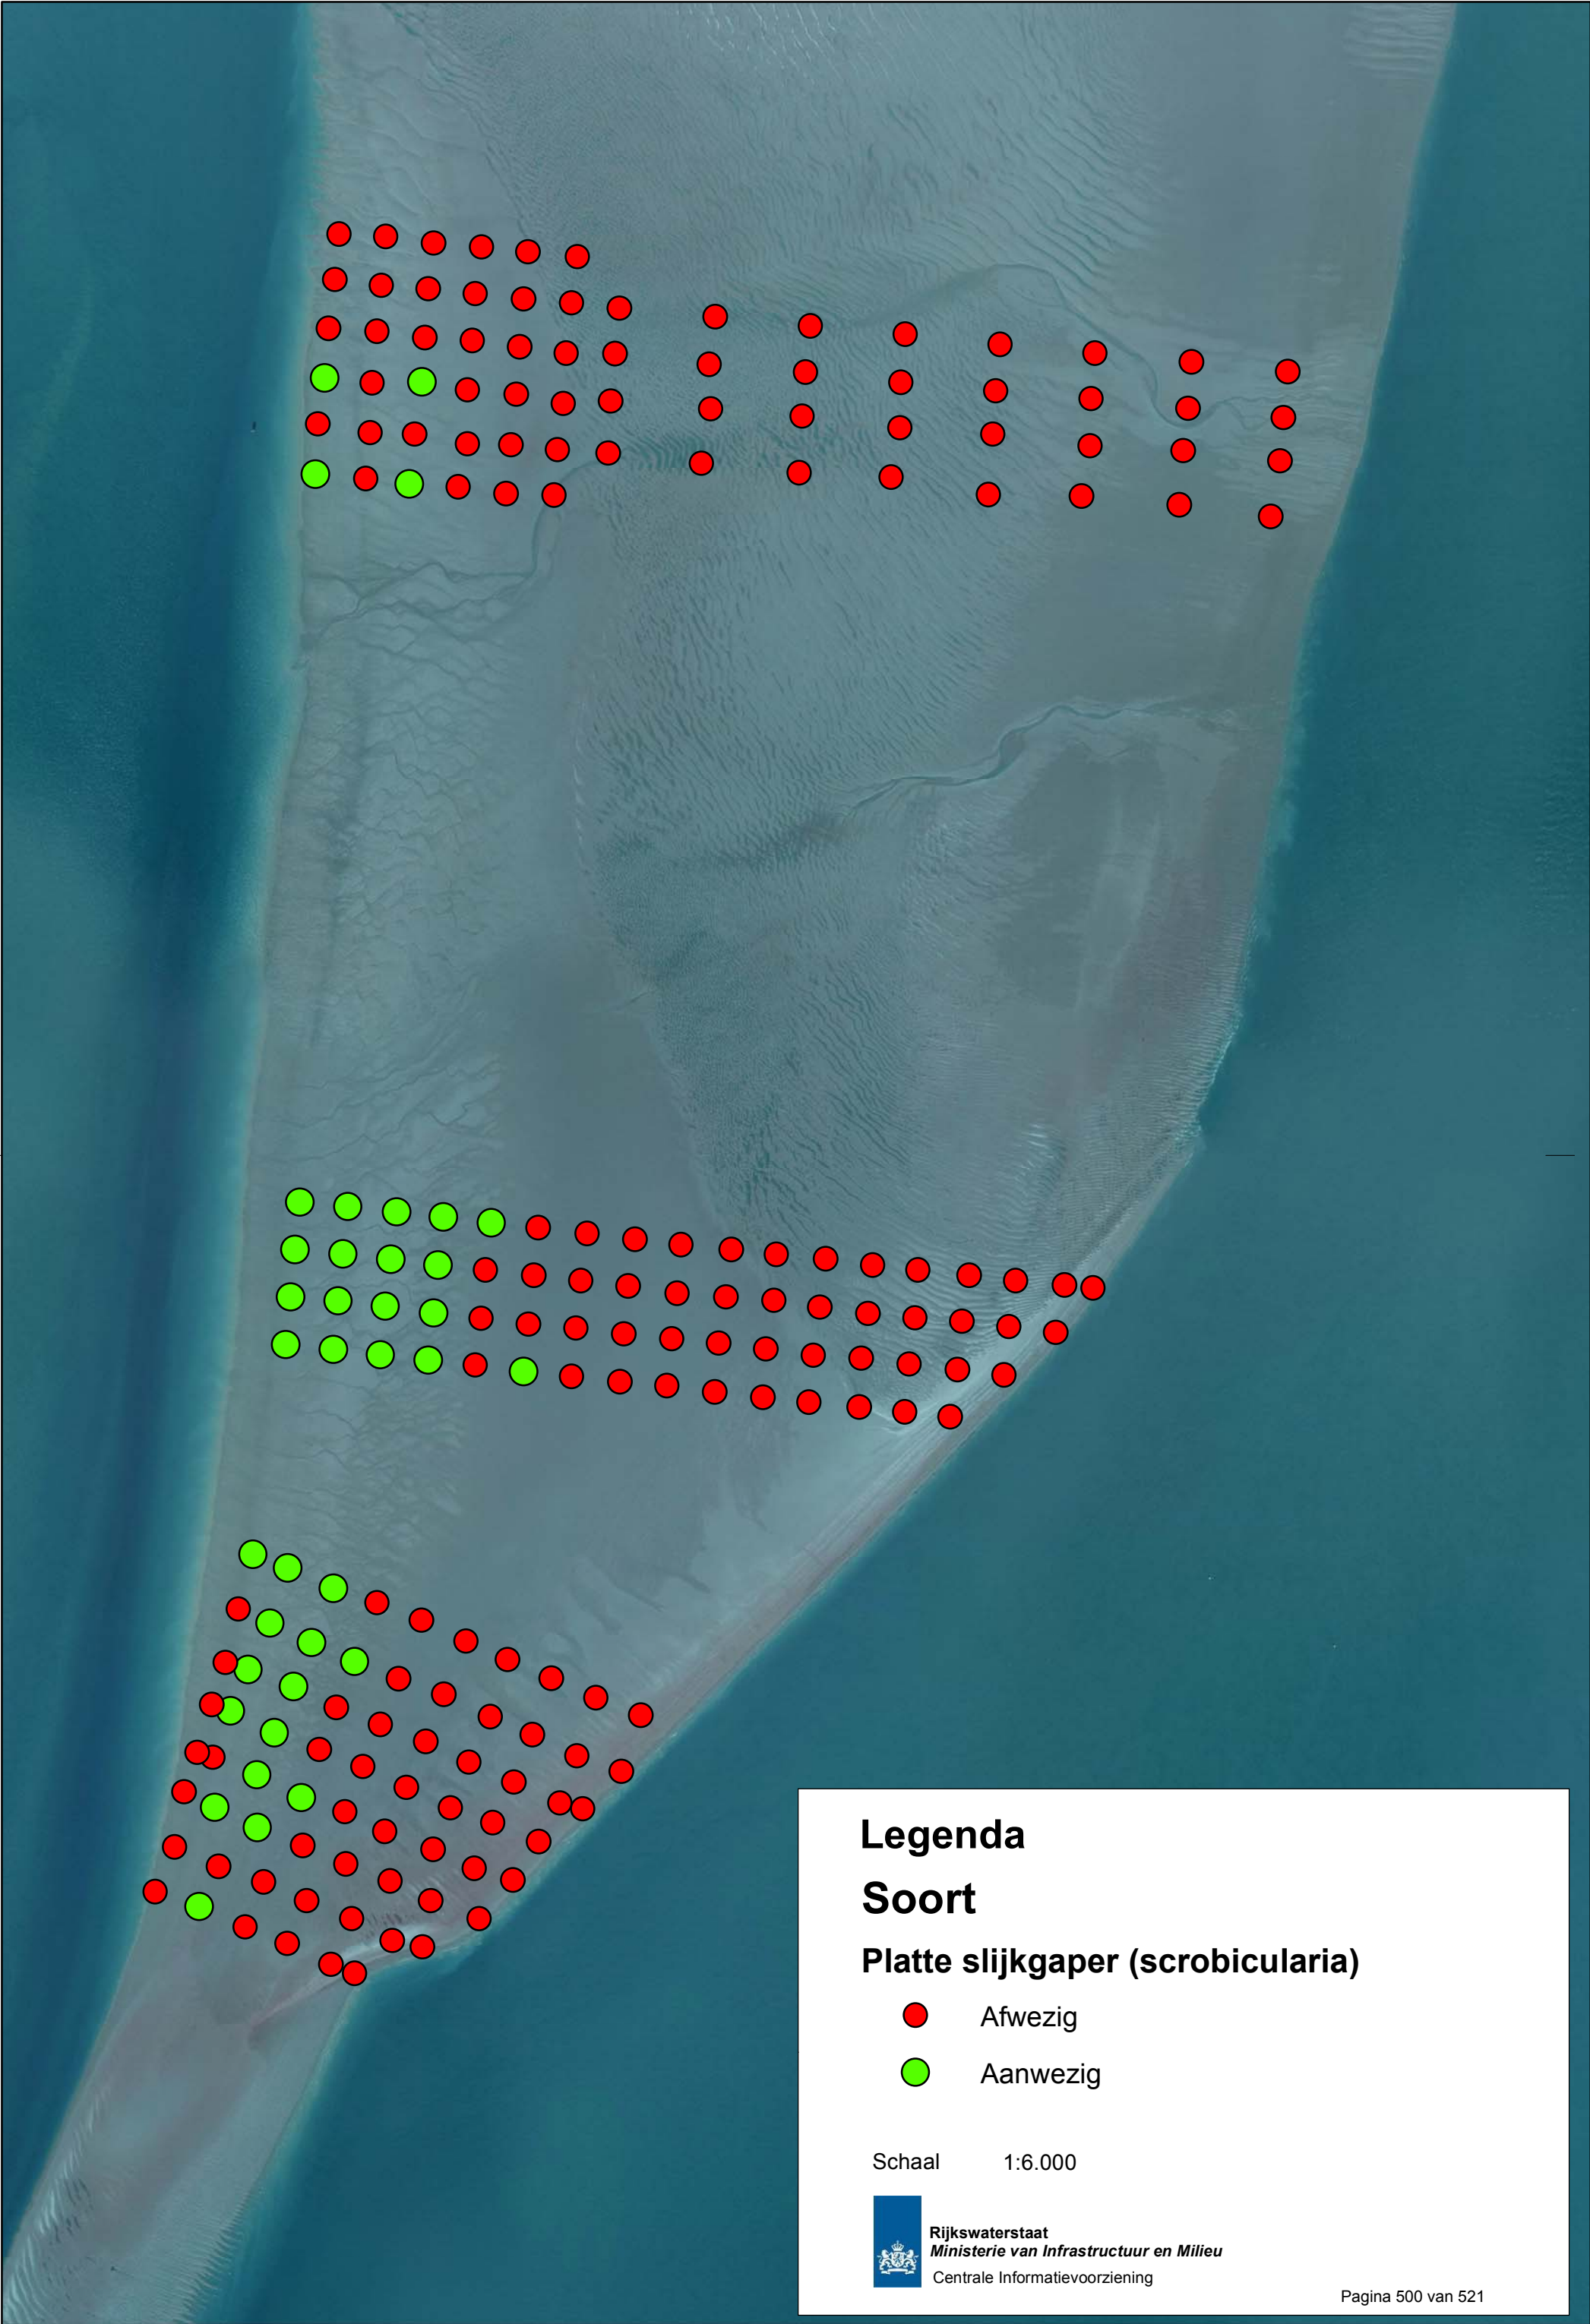 Legenda
Soort
Platte slijkgaper (scrobicularia)
Afwezig
Aanwezig
Schaal 1:6.000
Rijkswaterstaat
Ministerie van Infrastructuur en Milieu
Centrale Informatievoorziening
Pagina 500 van 521